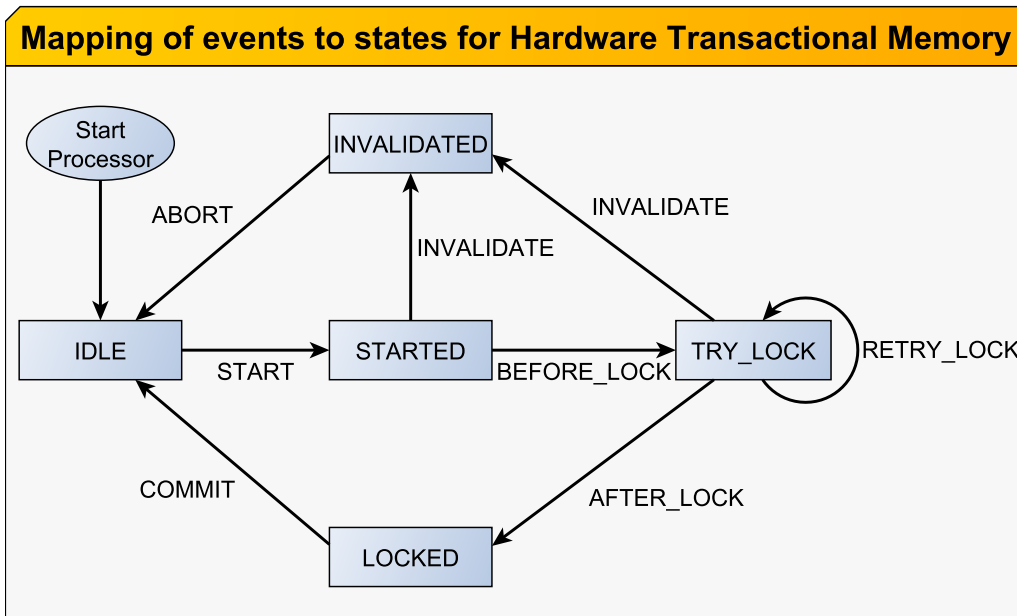 Mapping of events to states for Hardware Transactional Memory
Start
Processor
INVALIDATED
ABORT
INVALIDATE
INVALIDATE
IDLE
START
STARTED
BEFORE_LOCK
TRY_LOCK
RETRY_LOCK
COMMIT
AFTER_LOCK
LOCKED